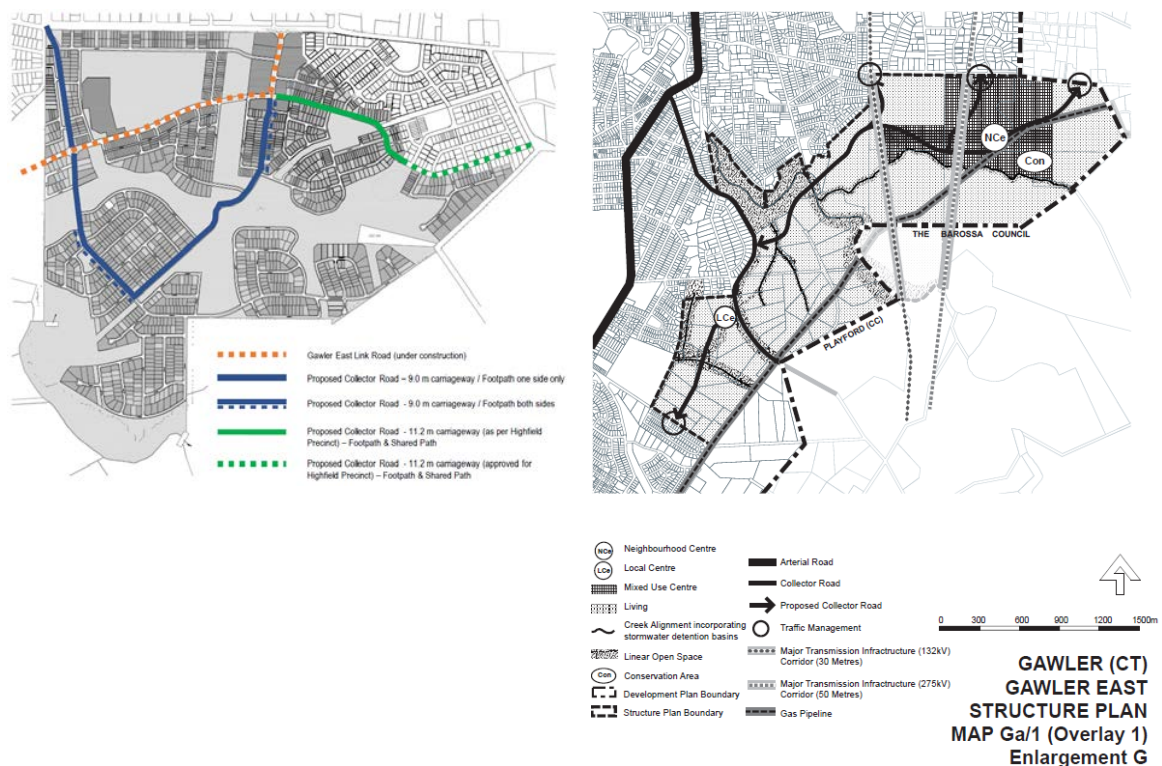 Gawler East Link Road (under construction)
Proposed Collector Road – 9.0 m carriageway / Footpath one side only
Proposed Collector Road - 9.0 m carriageway / Footpath both sides
Proposed Collector Road - 11.2 m carriageway (as per Highfield
Precinct) – Footpath & Shared Path
Proposed Collector Road - 11.2 m carriageway (approved for
Highfield Precinct) – Footpath & Shared Path
NCe
Con
THE BAROSSA COUNCIL
LCe
PLAYFORD (CC)
NCe Neighbourhood Centre
LCe Local Centre
Mixed Use Centre
Living
Creek Alignment incorporating
stormwater detention basins
Linear Open Space
Con Conservation Area
Development Plan Boundary
Structure Plan Boundary
Arterial Road
Collector Road
Proposed Collector Road
Traffic Management
Major Transmission Infrastructure (132kV)
Corridor (30 Metres)
Major Transmission Infrastructure (275kV)
Corridor (50 Metres)
Gas Pipeline
0 300 600 900 1200 1500m
GAWLER (CT)
GAWLER EAST
STRUCTURE PLAN
MAP Ga/1 (Overlay 1)
Enlargement G